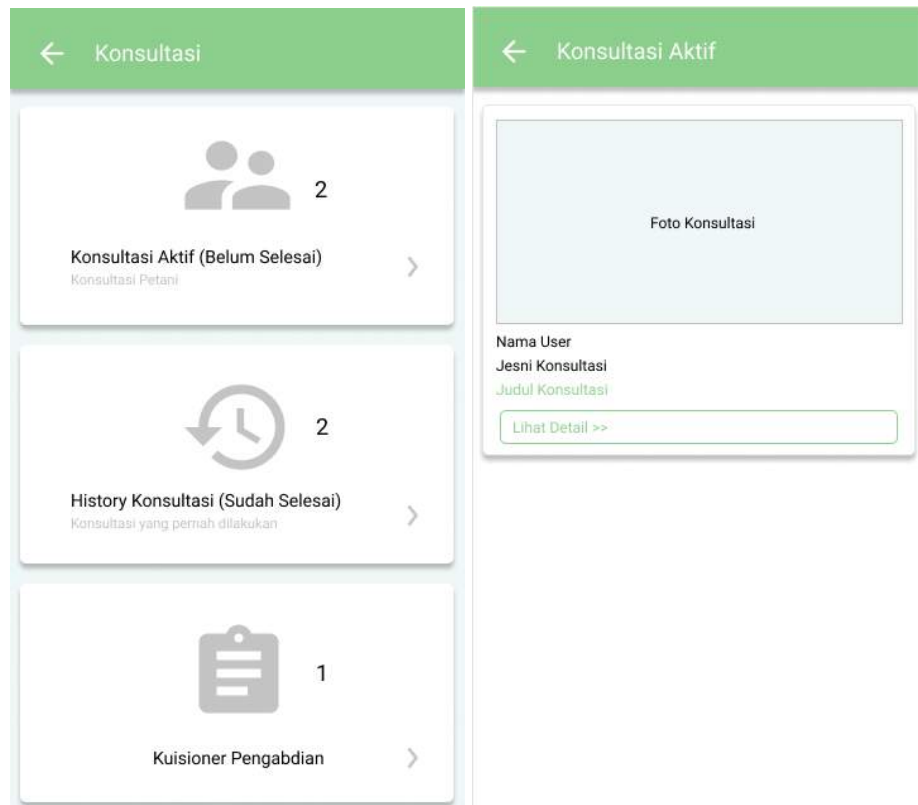 Konsultasi
2
Konsultasi Aktif (Belum Selesai)
Konsultasi Petani
2
History Konsultasi (Sudah Selesai)
Konsultasi yang pernah dilakukan
1
Kuisioner Pengabdian
Konsultasi Aktif
Foto Konsultasi
Nama User
Jesni Konsultasi
Judul Konsultasi
Lihat Detail >>